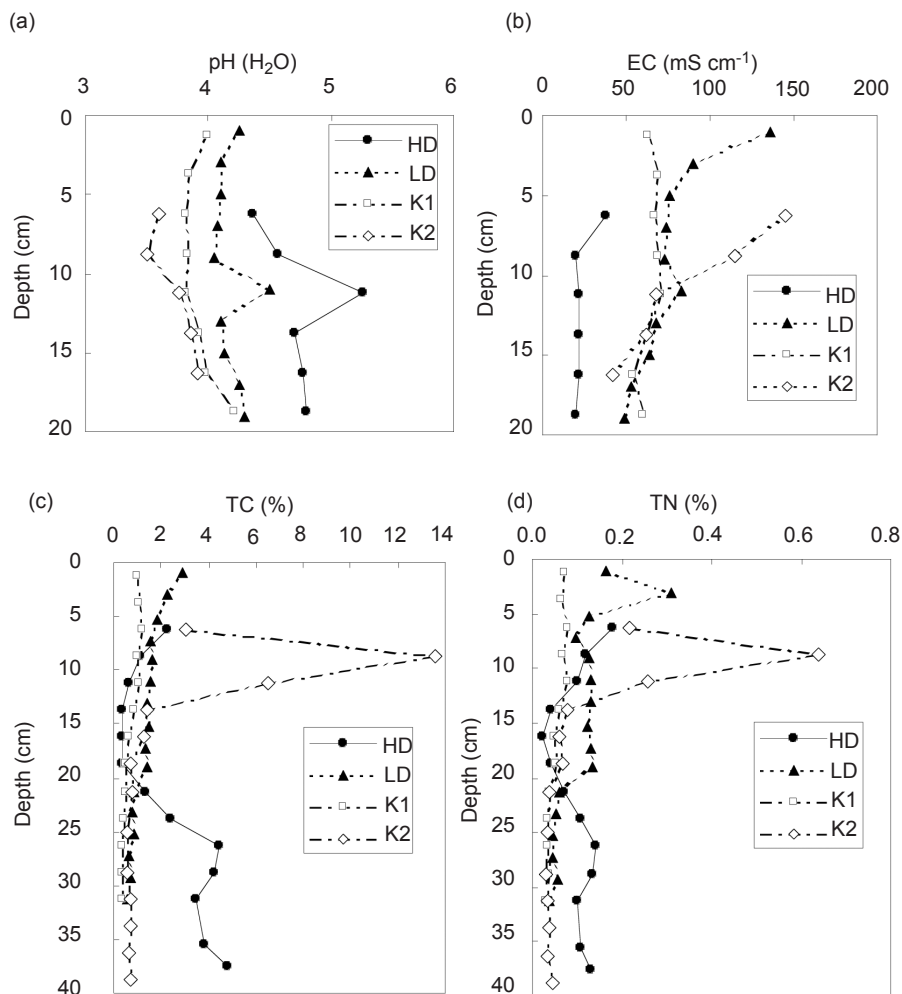 (a)
pH (H₂O)
3 4 5 6
0
5
10
15
20
Depth (cm)
HD
LD
K1
K2
(b)
EC (mS cm⁻¹)
0 50 100 150 200
0
5
10
15
20
Depth (cm)
HD
LD
K1
K2
(c)
TC (%)
0 2 4 6 8 10 12 14
0
5
10
15
20
25
30
35
40
Depth (cm)
HD
LD
K1
K2
(d)
TN (%)
0.0 0.2 0.4 0.6 0.8
0
5
10
15
20
25
30
35
40
Depth (cm)
HD
LD
K1
K2